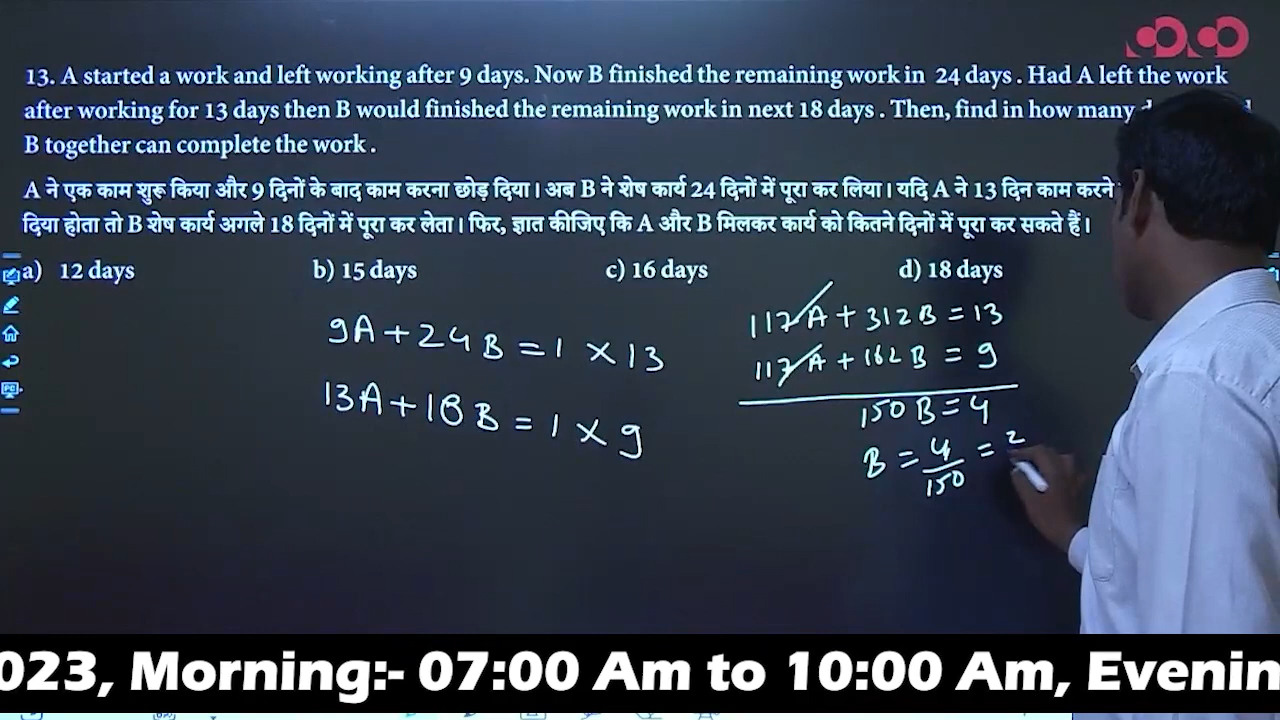 13. A started a work and left working after 9 days. Now B finished the remaining work in 24 days . Had A left the work
after working for 13 days then B would finished the remaining work in next 18 days . Then, find in how many
B together can complete the work .
A ने एक काम शुरू किया और 9 दिनों के बाद काम करना छोड़ दिया । अब B ने शेष कार्य 24 दिनों में पूरा कर लिया । यदि A ने 13 दिन काम करने
दिया होता तो B शेष कार्य अगले 18 दिनों में पूरा कर लेता । फिर, ज्ञात कीजिए कि A और B मिलकर कार्य को कितने दिनों में पूरा कर सकते हैं ।
a) 12 days b) 15 days c) 16 days d) 18 days
9A+24B=1 × 13
13A+18B=1 × 9
117A+312B=13
117A+162B=9
150B=4
B=4/150=2
023, Morning:- 07:00 Am to 10:00 Am, Evenin